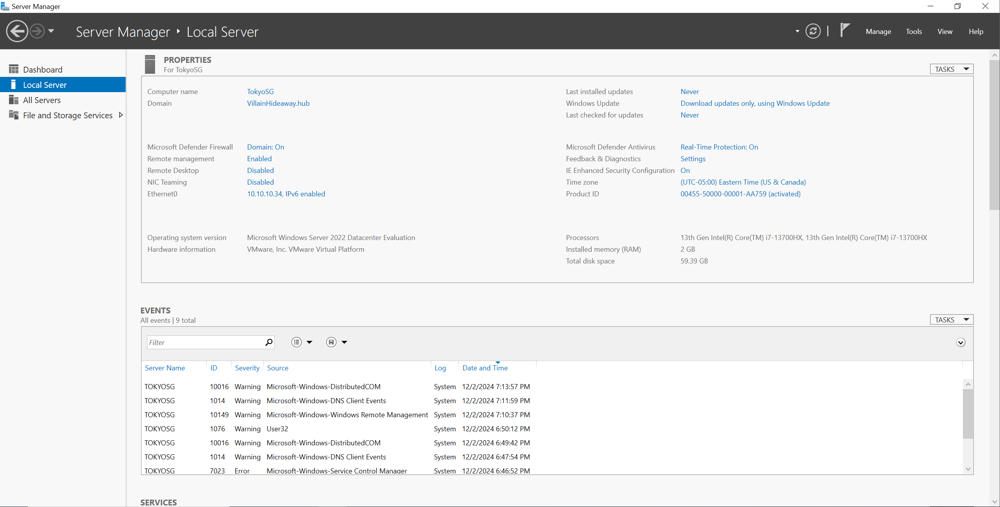 Server Manager
Server Manager ‣ Local Server
Manage Tools View Help
Dashboard
Local Server
All Servers
File and Storage Services
PROPERTIES
For TokyoSG
TASKS
Computer name TokyoSG
Domain VillainHideaway.hub
Last installed updates Never
Windows Update Download updates only, using Windows Update
Last checked for updates Never
Microsoft Defender Firewall Domain: On
Remote management Enabled
Remote Desktop Disabled
NIC Teaming Disabled
Ethernet0 10.10.10.34, IPv6 enabled
Microsoft Defender Antivirus Real-Time Protection: On
Feedback & Diagnostics Settings
IE Enhanced Security Configuration On
Time zone (UTC-05:00) Eastern Time (US & Canada)
Product ID 00455-50000-00001-AA759 (activated)
Operating system version Microsoft Windows Server 2022 Datacenter Evaluation
Hardware information VMware, Inc. VMware Virtual Platform
Processors 13th Gen Intel(R) Core(TM) i7-13700HX, 13th Gen Intel(R) Core(TM) i7-13700HX
Installed memory (RAM) 2 GB
Total disk space 59.39 GB
EVENTS
All events | 9 total
TASKS
Filter
Server Name ID Severity Source Log Date and Time
TOKYOSG 10016 Warning Microsoft-Windows-DistributedCOM System 12/2/2024 7:13:57 PM
TOKYOSG 1014 Warning Microsoft-Windows-DNS Client Events System 12/2/2024 7:11:59 PM
TOKYOSG 10149 Warning Microsoft-Windows-Windows Remote Management System 12/2/2024 7:10:37 PM
TOKYOSG 1076 Warning User32 System 12/2/2024 6:50:12 PM
TOKYOSG 10016 Warning Microsoft-Windows-DistributedCOM System 12/2/2024 6:49:42 PM
TOKYOSG 1014 Warning Microsoft-Windows-DNS Client Events System 12/2/2024 6:47:54 PM
TOKYOSG 7023 Error Microsoft-Windows-Service Control Manager System 12/2/2024 6:46:52 PM
SERVICES